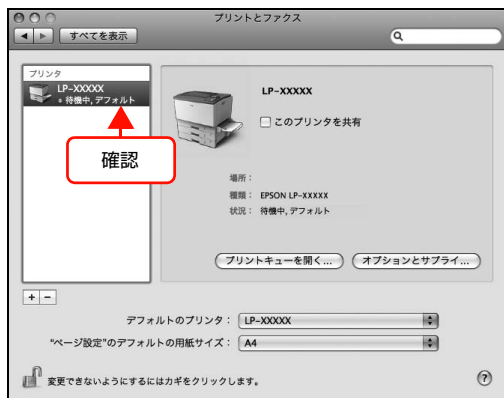 プリントとファクス
すべてを表示
プリンタ
LP-XXXXX
• 待機中, デフォルト
確認
LP-XXXXX
このプリンタを共有
場所：
種類： EPSON LP-XXXXX
状況： 待機中, デフォルト
プリントキューを開く...
オプションとサプライ...
+ −
デフォルトのプリンタ： LP-XXXXX
“ページ設定”のデフォルトの用紙サイズ： A4
変更できないようにするにはカギをクリックします。
?